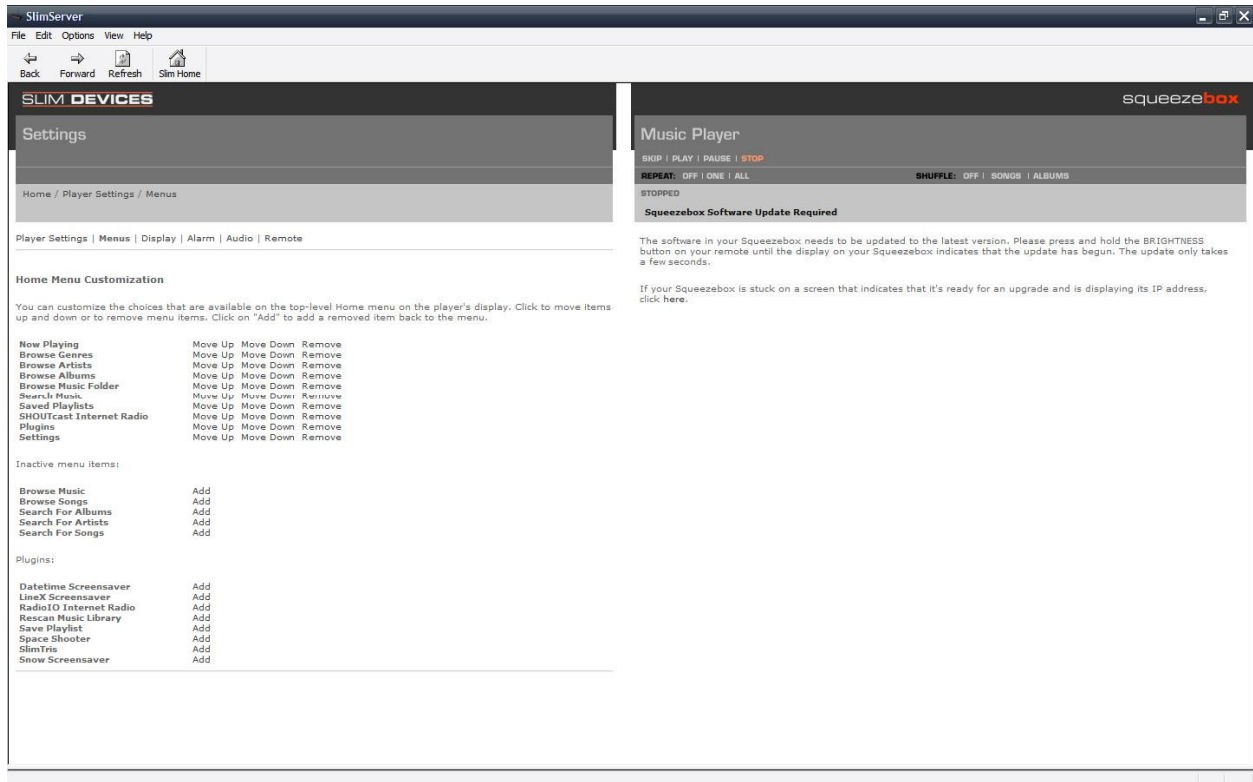 SlimServer
File Edit Options View Help
Back Forward Refresh Slim Home
SLIM DEVICES
Settings
Home / Player Settings / Menus
Player Settings | Menus | Display | Alarm | Audio | Remote
Home Menu Customization
You can customize the choices that are available on the top-level Home menu on the player's display. Click to move items
up and down or to remove menu items. Click on "Add" to add a removed item back to the menu.
Now Playing Move Up Move Down Remove
Browse Genres Move Up Move Down Remove
Browse Artists Move Up Move Down Remove
Browse Albums Move Up Move Down Remove
Browse Music Folder Move Up Move Down Remove
Search Music Move Up Move Down Remove
Saved Playlists Move Up Move Down Remove
SHOUTcast Internet Radio Move Up Move Down Remove
Plugins Move Up Move Down Remove
Settings Move Up Move Down Remove
Inactive menu items:
Browse Music Add
Browse Songs Add
Search For Albums Add
Search For Artists Add
Search For Songs Add
Plugins:
Datetime Screensaver Add
LineX Screensaver Add
RadioIO Internet Radio Add
Rescan Music Library Add
Save Playlist Add
Space Shooter Add
SlimTris Add
Snow Screensaver Add
squeezebox
Music Player
SKIP | PLAY | PAUSE | STOP
REPEAT: OFF | ONE | ALL SHUFFLE: OFF | SONGS | ALBUMS
STOPPED
Squeezebox Software Update Required
The software in your Squeezebox needs to be updated to the latest version. Please press and hold the BRIGHTNESS
button on your remote until the display on your Squeezebox indicates that the update has begun. The update only takes
a few seconds.
If your Squeezebox is stuck on a screen that indicates that it's ready for an upgrade and is displaying its IP address,
click here.